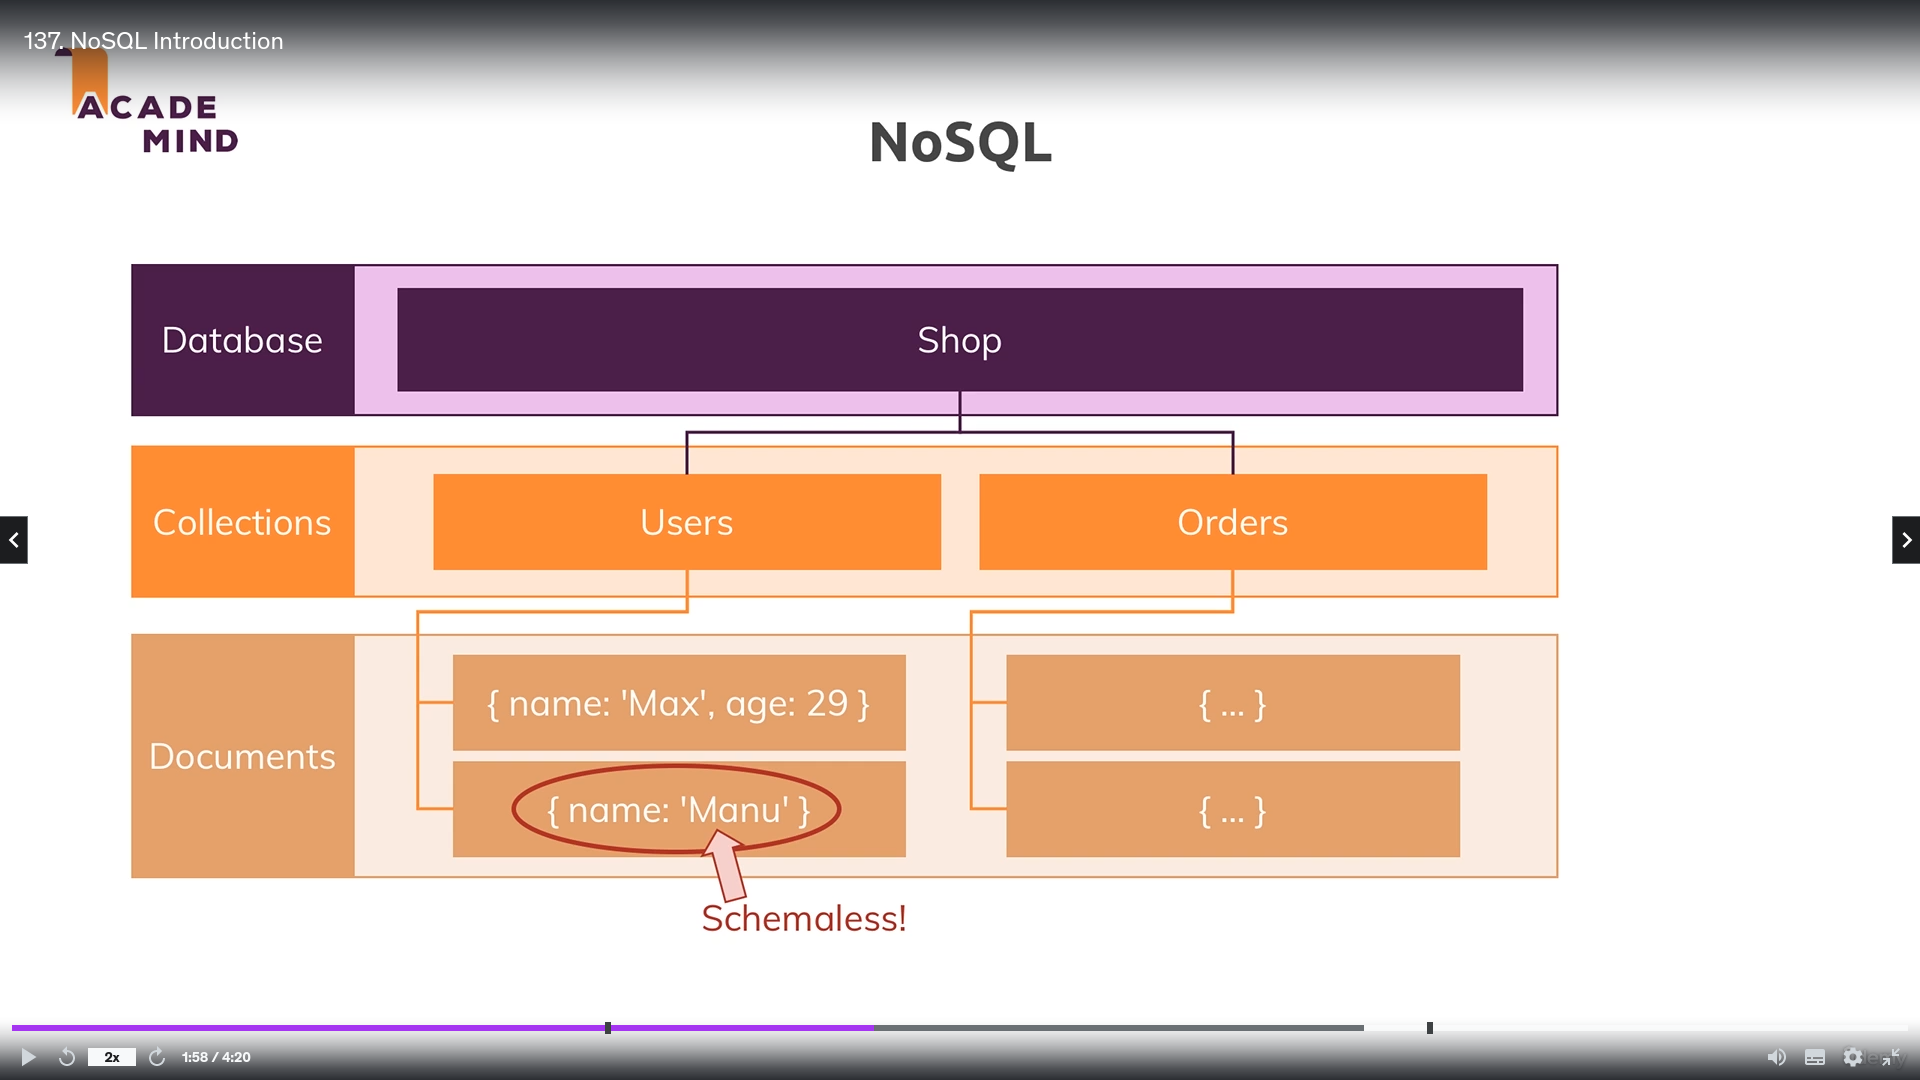 137. NoSQL Introduction
ACADE
MIND
NoSQL
Database
Shop
Collections
Users
Orders
Documents
{ name: 'Max', age: 29 }
{ ... }
{ name: 'Manu' }
{ ... }
Schemaless!
2x
1:58 / 4:20